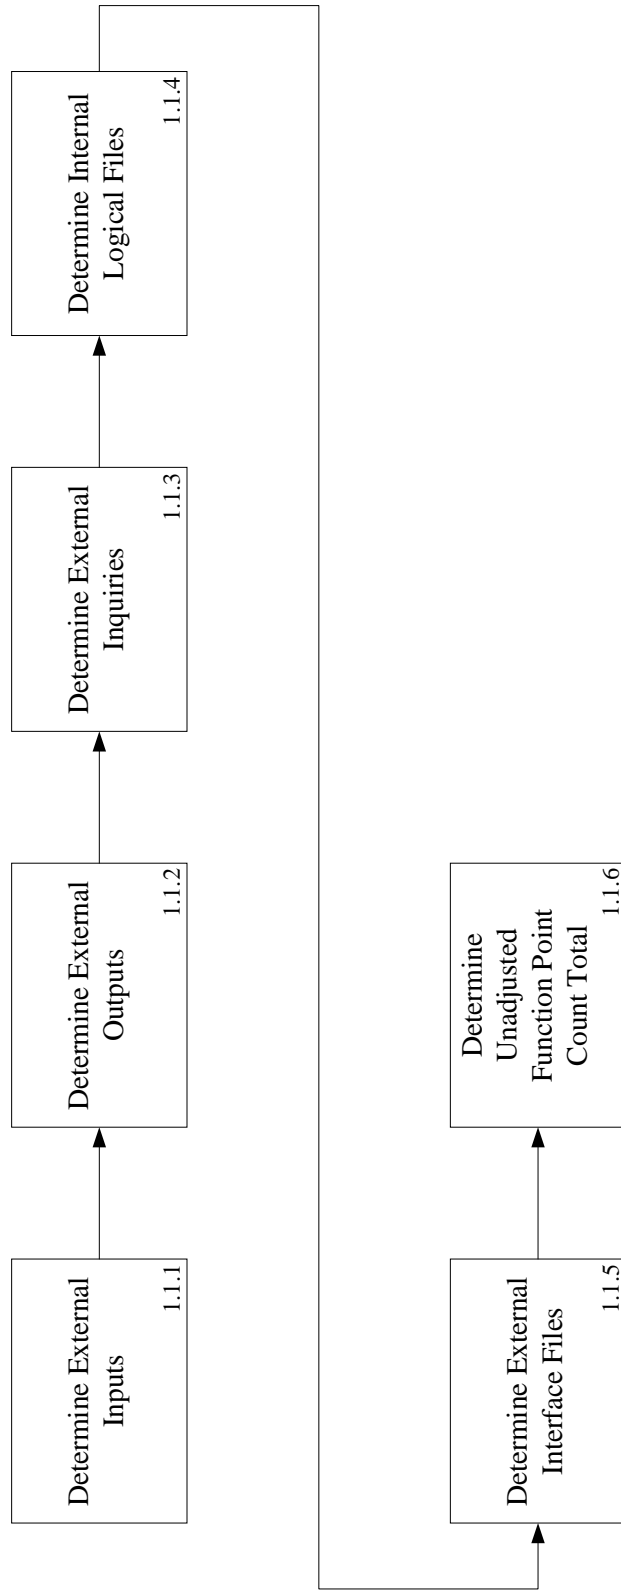 Determine External
Inputs
1.1.1
Determine External
Outputs
1.1.2
Determine External
Inquiries
1.1.3
Determine Internal
Logical Files
1.1.4
Determine External
Interface Files
1.1.5
Determine
Unadjusted
Function Point
Count Total
1.1.6